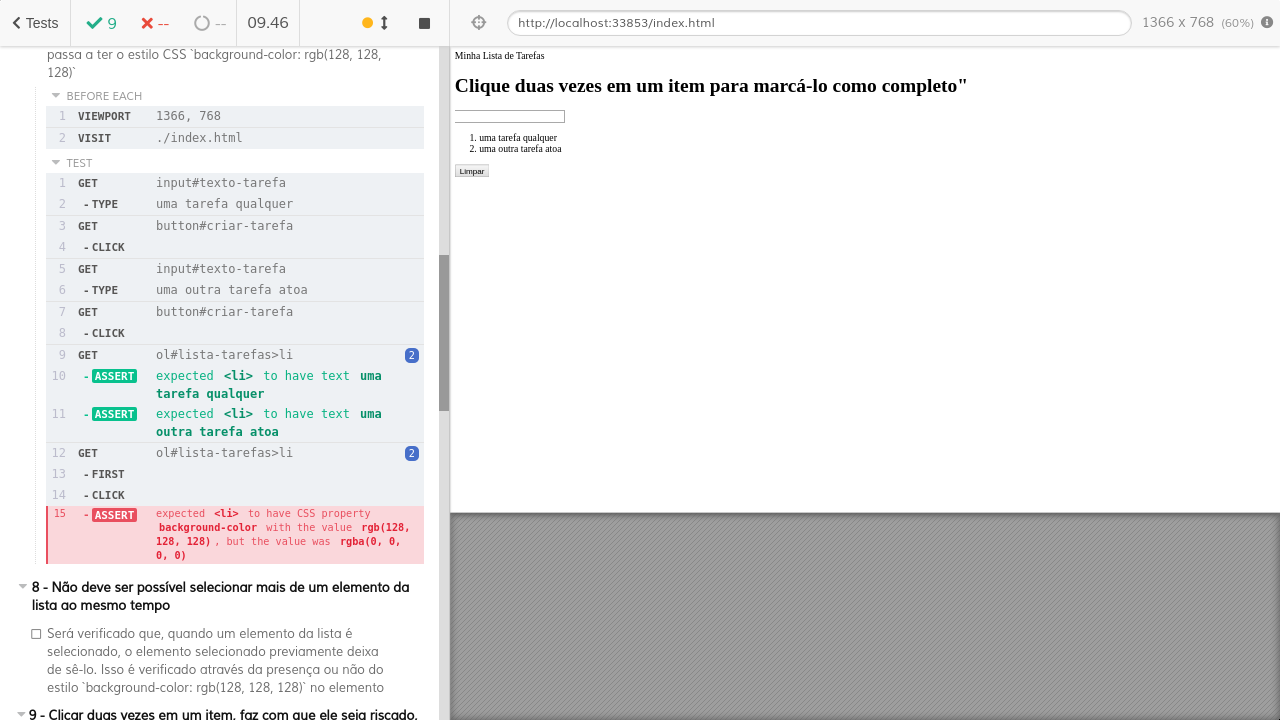 Tests
9
--
--
09.46
http://localhost:33853/index.html
1366 x 768 (60%)
passa a ter o estilo CSS `background-color: rgb(128, 128,
128)`
BEFORE EACH
1 VIEWPORT 1366, 768
2 VISIT ./index.html
TEST
1 GET input#texto-tarefa
2 -TYPE uma tarefa qualquer
3 GET button#criar-tarefa
4 -CLICK
5 GET input#texto-tarefa
6 -TYPE uma outra tarefa atoa
7 GET button#criar-tarefa
8 -CLICK
9 GET ol#lista-tarefas>li 2
10 -ASSERT expected <li> to have text uma
tarefa qualquer
11 -ASSERT expected <li> to have text uma
outra tarefa atoa
12 GET ol#lista-tarefas>li 2
13 -FIRST
14 -CLICK
15 -ASSERT expected <li> to have CSS property
background-color with the value rgb(128,
128, 128) , but the value was rgba(0, 0,
0, 0)
8 - Não deve ser possível selecionar mais de um elemento da
lista ao mesmo tempo
Será verificado que, quando um elemento da lista é
selecionado, o elemento selecionado previamente deixa
de sê-lo. Isso é verificado através da presença ou não do
estilo `background-color: rgb(128, 128, 128)` no elemento
9 - Clicar duas vezes em um item, faz com que ele seja riscado,
Minha Lista de Tarefas
Clique duas vezes em um item para marcá-lo como completo"
1. uma tarefa qualquer
2. uma outra tarefa atoa
Limpar